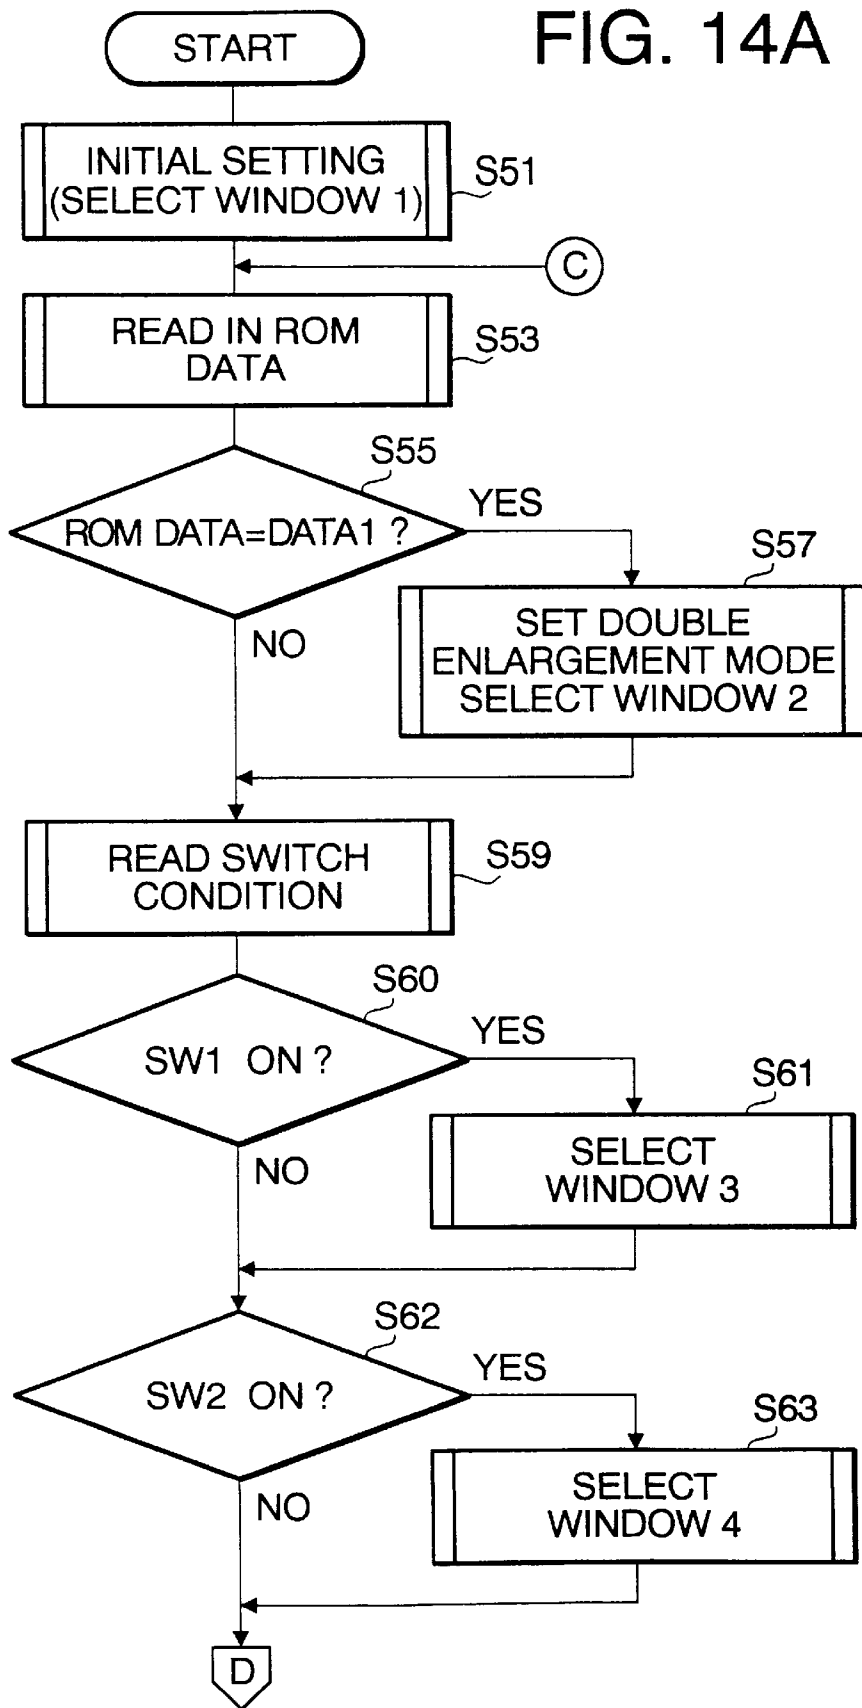 FIG. 14A
START
INITIAL SETTING
(SELECT WINDOW 1)
S51
C
READ IN ROM
DATA
S53
S55
ROM DATA=DATA1 ?
YES
NO
S57
SET DOUBLE
ENLARGEMENT MODE
SELECT WINDOW 2
READ SWITCH
CONDITION
S59
S60
SW1 ON ?
YES
NO
S61
SELECT
WINDOW 3
S62
SW2 ON ?
YES
NO
S63
SELECT
WINDOW 4
D